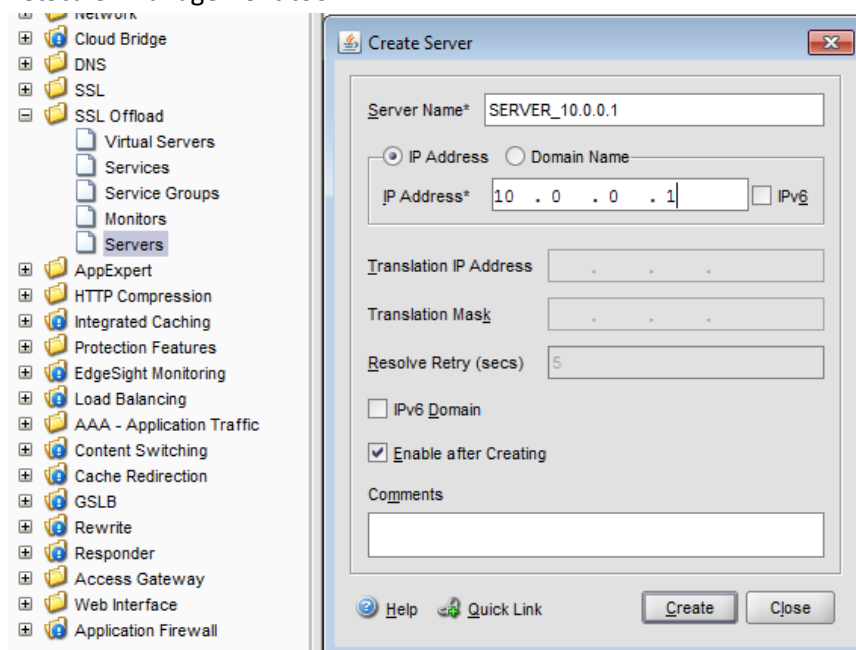 Network
Cloud Bridge
DNS
SSL
SSL Offload
Virtual Servers
Services
Service Groups
Monitors
Servers
AppExpert
HTTP Compression
Integrated Caching
Protection Features
EdgeSight Monitoring
Load Balancing
AAA - Application Traffic
Content Switching
Cache Redirection
GSLB
Rewrite
Responder
Access Gateway
Web Interface
Application Firewall
Create Server
Server Name* SERVER_10.0.0.1
IP Address Domain Name
IP Address* 10 . 0 . 0 . 1 IPv6
Translation IP Address . . .
Translation Mask . . .
Resolve Retry (secs) 5
IPv6 Domain
Enable after Creating
Comments
Help Quick Link Create Close